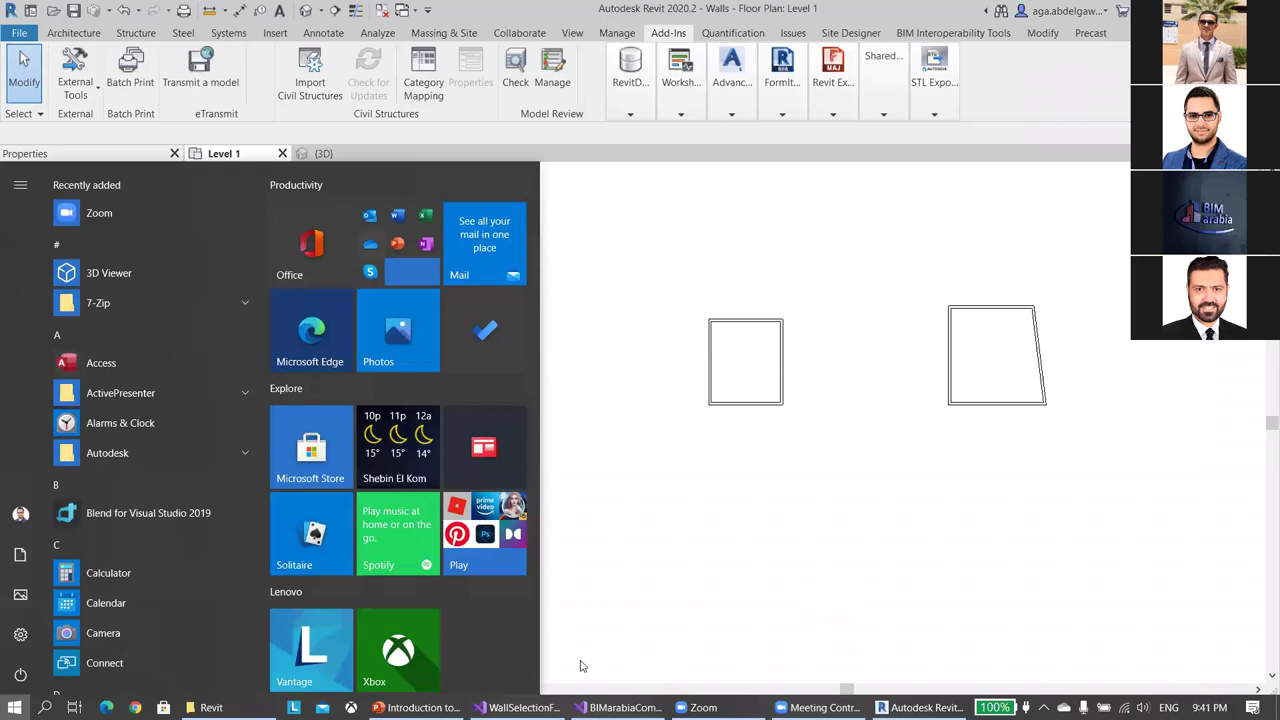 Autodesk Revit 2020.2 - Walls - Floor Plan: Level 1
aga.abdelgaw...
File Architecture Structure Steel Systems Insert Annotate Analyze Massing & Site Collaborate View Manage Add-Ins Quantification Issues Site Designer BIM Interoperability Tools Modify Precast
Modify
External
Tools
Batch Print
Transmit a model
Import
Civil Structures
Check for
Updates
Category
Mapping
Properties
Check
Manage
RevitD...
Worksh...
Advanc...
FormIt...
Revit Ex...
Shared...
STL Expo...
Select
External
Batch Print
eTransmit
Civil Structures
Model Review
Properties
Level 1
{3D}
Recently added
Zoom
#
3D Viewer
7-Zip
A
Access
ActivePresenter
Alarms & Clock
Autodesk
B
Blend for Visual Studio 2019
C
Calculator
Calendar
Camera
Connect
Productivity
Office
See all your
mail in one
place
Mail
Microsoft Edge
Photos
Explore
Microsoft Store
10p 11p 12a
15° 15° 14°
Shebin El Kom
Solitaire
Play music at
home or on the
go.
Spotify
prime video
Ps
Play
Lenovo
L
Vantage
Xbox
BIM
arabia
Revit
L
Introduction to...
WallSelectionF...
BIMarabiaCom...
Zoom
Meeting Contr...
Autodesk Revit...
100%
ENG
9:41 PM